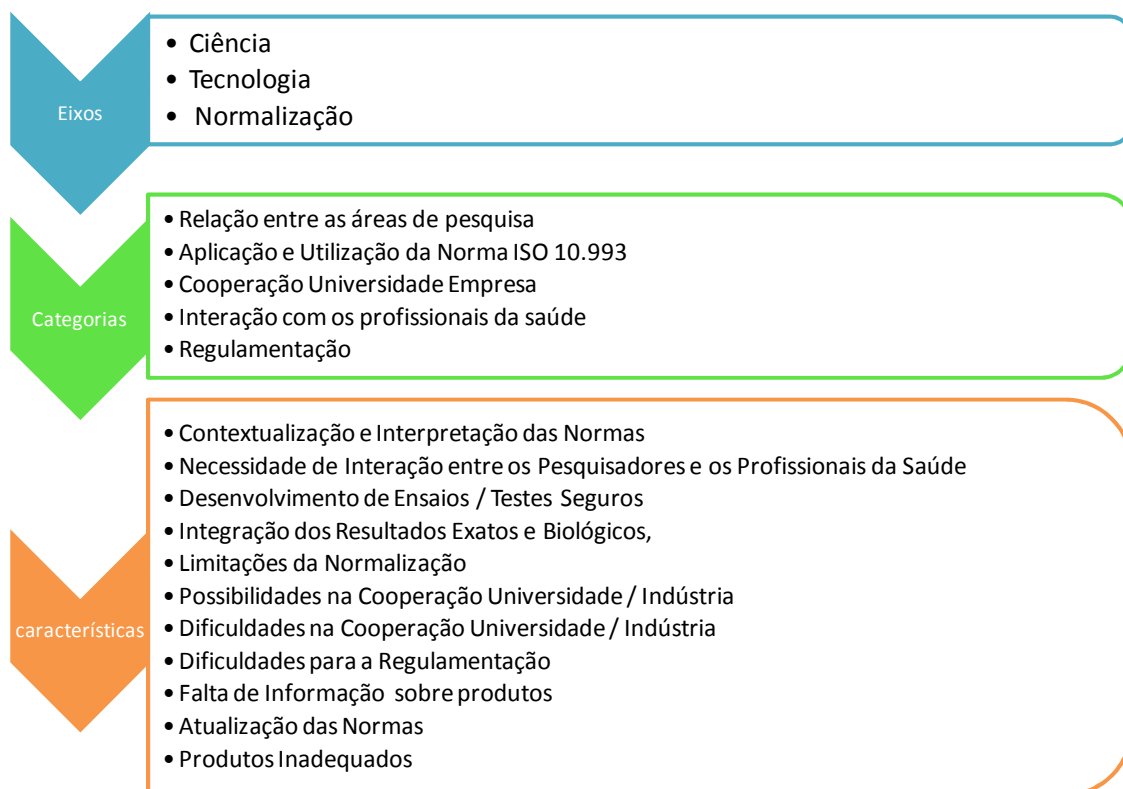 Eixos
• Ciência
• Tecnologia
• Normalização
Categorias
• Relação entre as áreas de pesquisa
• Aplicação e Utilização da Norma ISO 10.993
• Cooperação Universidade Empresa
• Interação com os profissionais da saúde
• Regulamentação
características
• Contextualização e Interpretação das Normas
• Necessidade de Interação entre os Pesquisadores e os Profissionais da Saúde
• Desenvolvimento de Ensaios / Testes Seguros
• Integração dos Resultados Exatos e Biológicos,
• Limitações da Normalização
• Possibilidades na Cooperação Universidade / Indústria
• Dificuldades na Cooperação Universidade / Indústria
• Dificuldades para a Regulamentação
• Falta de Informação sobre produtos
• Atualização das Normas
• Produtos Inadequados